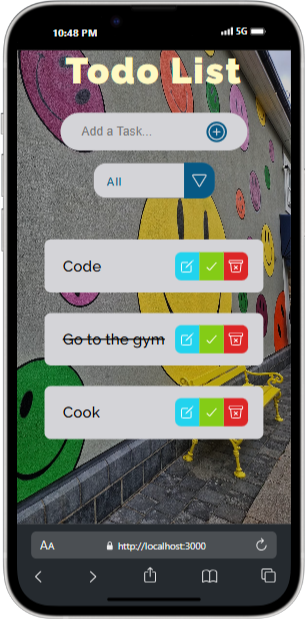 10:48 PM 5G
Todo List
Add a Task...
All
Code
Go to the gym
Cook
AA http://localhost:3000